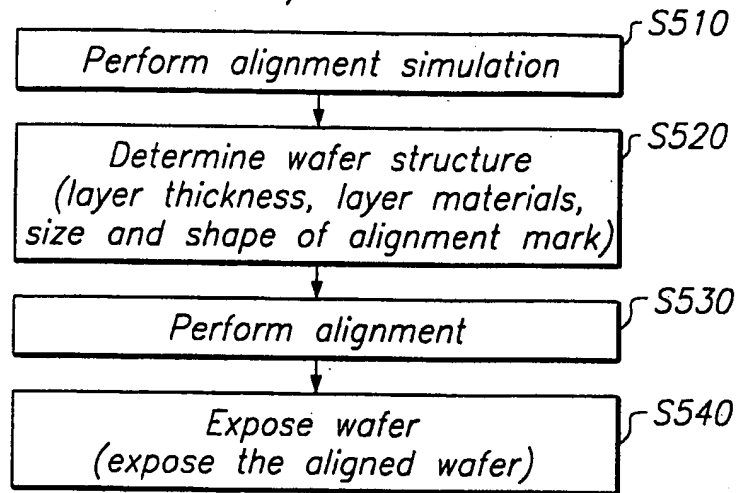 S510
Perform alignment simulation
S520
Determine wafer structure
(layer thickness, layer materials,
size and shape of alignment mark)
S530
Perform alignment
S540
Expose wafer
(expose the aligned wafer)